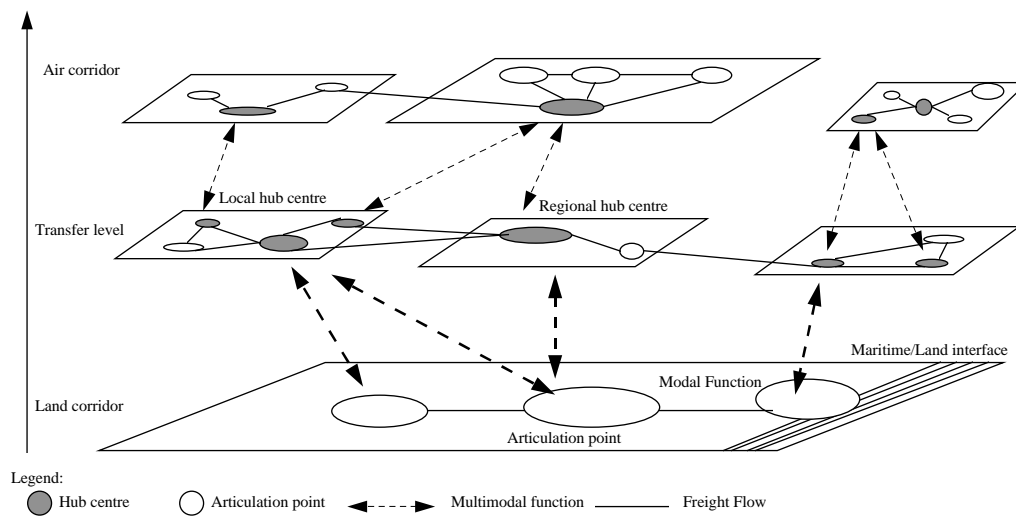 Air corridor
Local hub centre
Regional hub centre
Transfer level
Maritime/Land interface
Modal Function
Land corridor
Articulation point
Legend:
Hub centre
Articulation point
Multimodal function
Freight Flow